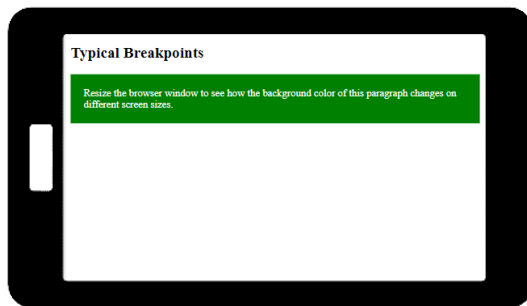 Typical Breakpoints
Resize the browser window to see how the background color of this paragraph changes on
different screen sizes.